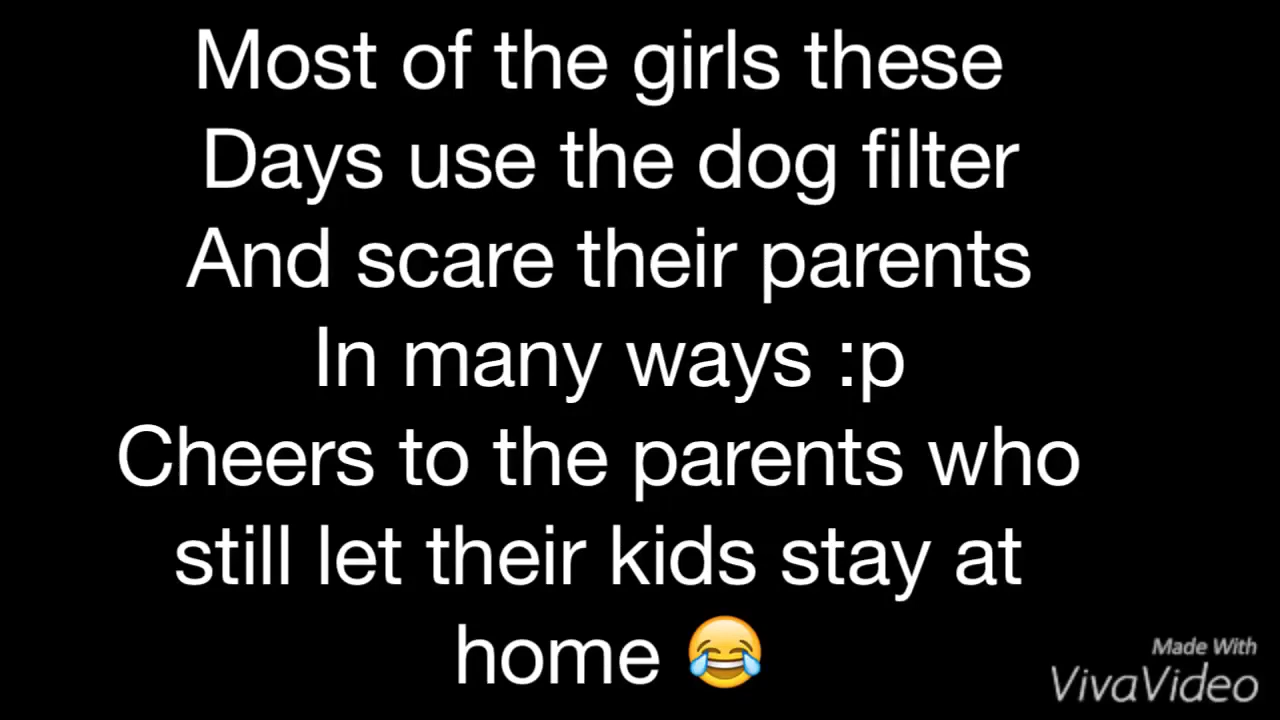 Most of the girls these
Days use the dog filter
And scare their parents
In many ways :p
Cheers to the parents who
still let their kids stay at
home 😂
Made With
VivaVideo